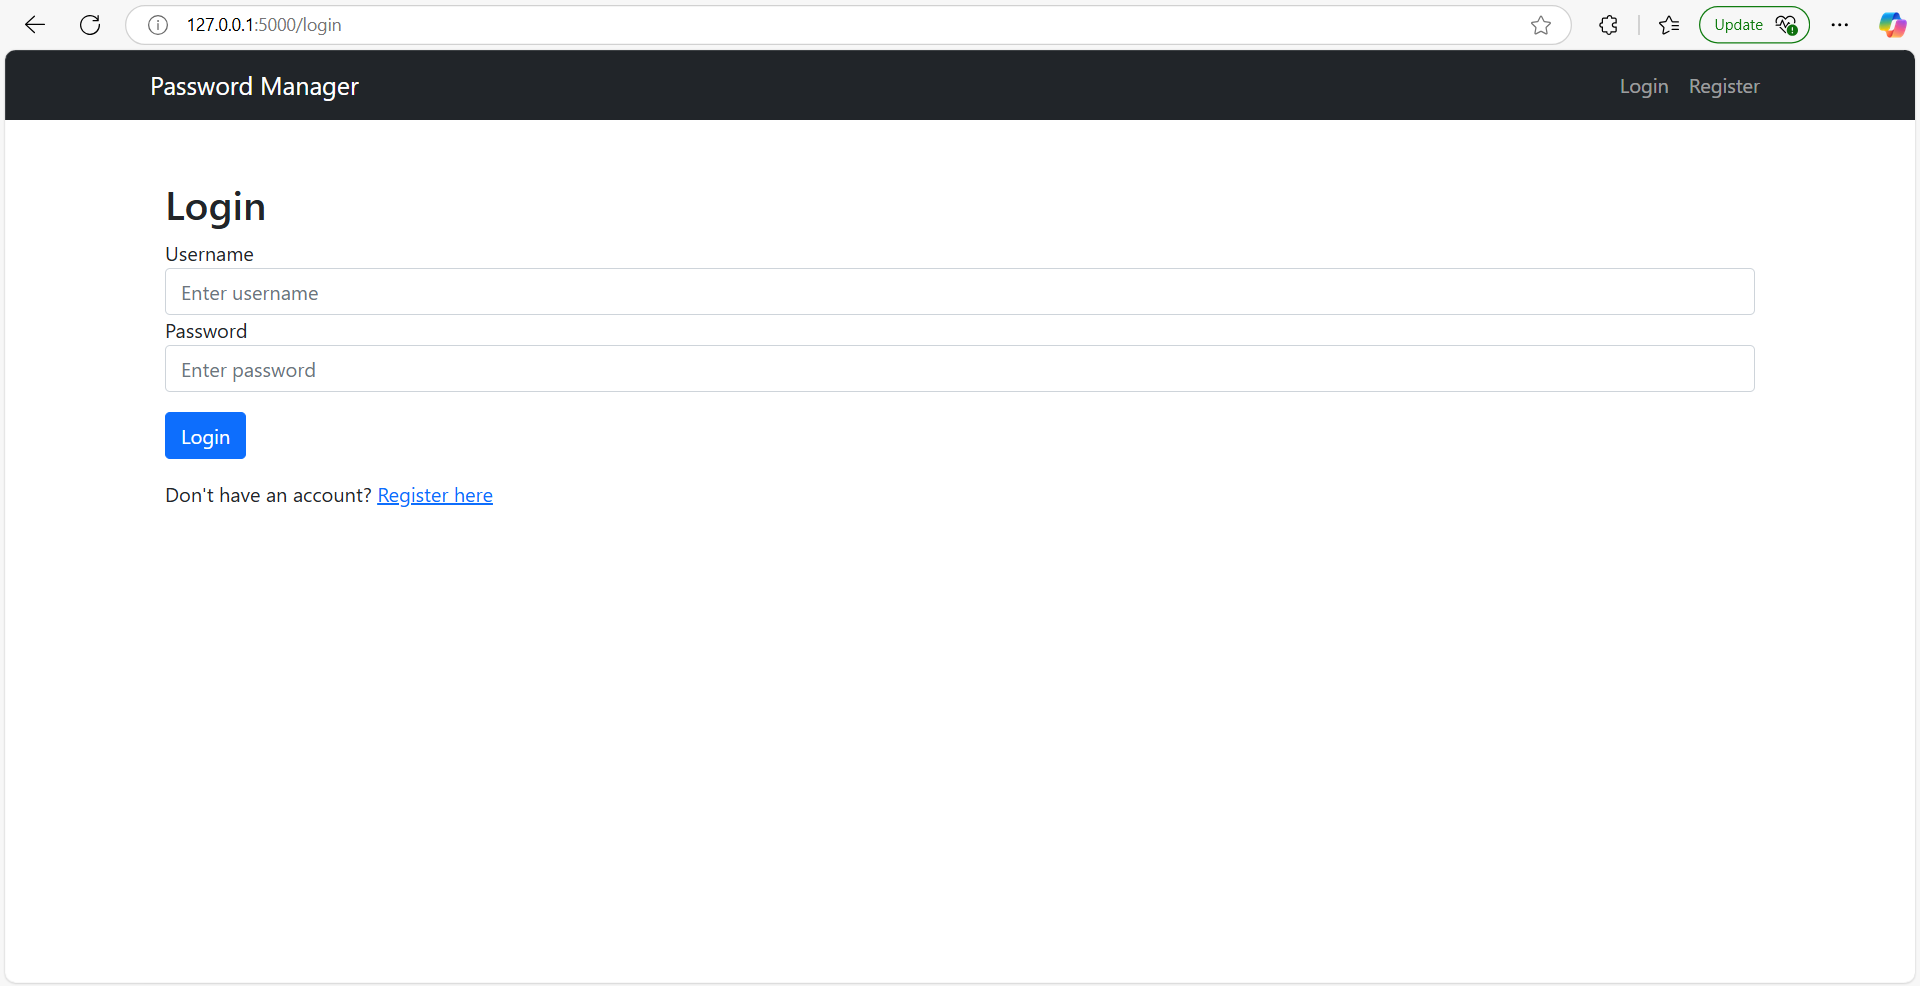 127.0.0.1:5000/login
Update
Password Manager
Login Register
Login
Username
Enter username
Password
Enter password
Login
Don't have an account? Register here